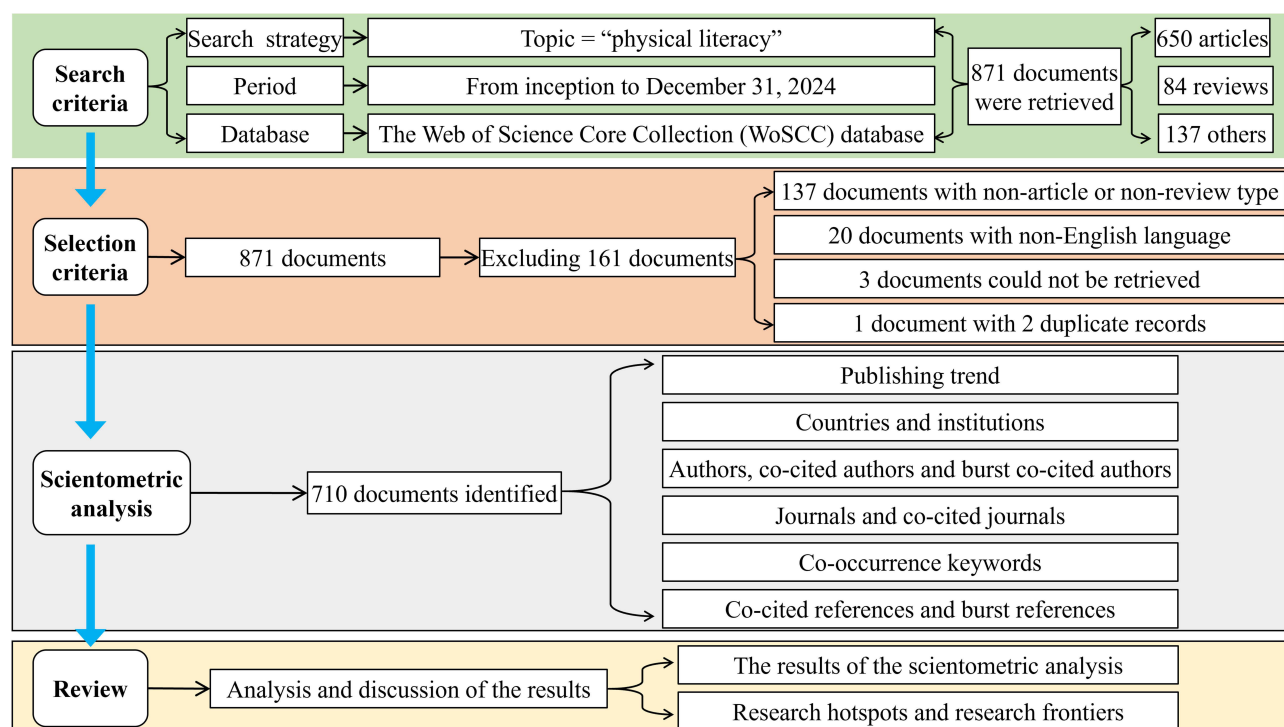 Search criteria
Search strategy
Topic = “physical literacy”
Period
From inception to December 31, 2024
Database
The Web of Science Core Collection (WoSCC) database
871 documents
were retrieved
650 articles
84 reviews
137 others
Selection criteria
871 documents
Excluding 161 documents
137 documents with non-article or non-review type
20 documents with non-English language
3 documents could not be retrieved
1 document with 2 duplicate records
Scientometric analysis
710 documents identified
Publishing trend
Countries and institutions
Authors, co-cited authors and burst co-cited authors
Journals and co-cited journals
Co-occurrence keywords
Co-cited references and burst references
Review
Analysis and discussion of the results
The results of the scientometric analysis
Research hotspots and research frontiers